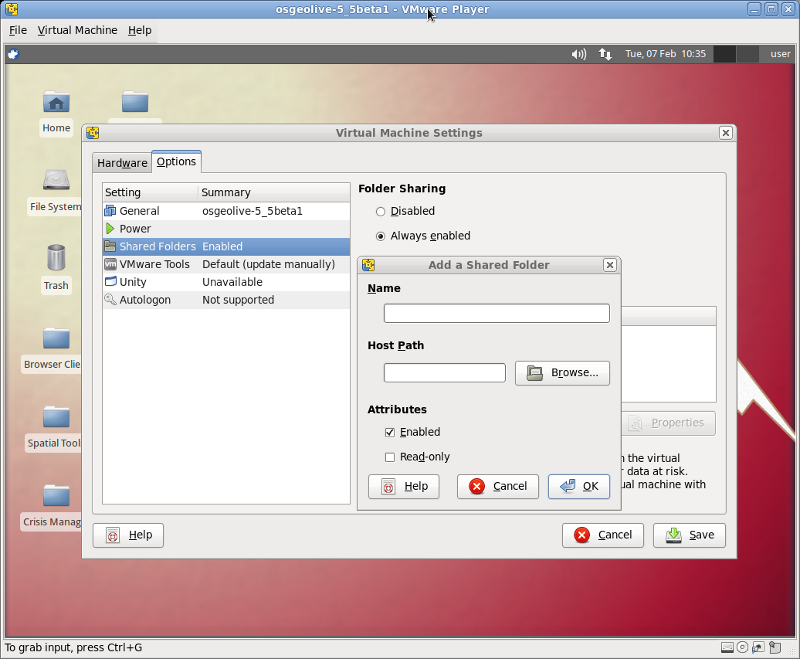 osgeolive-5_5beta1 - VMware Player
File Virtual Machine Help
Tue, 07 Feb 10:35 user
Home
File System
Trash
Browser Clie
Spatial Tool
Crisis Manag
Virtual Machine Settings
Hardware Options
Setting Summary
General osgeolive-5_5beta1
Power
Shared Folders Enabled
VMware Tools Default (update manually)
Unity Unavailable
Autologon Not supported
Folder Sharing
Disabled
Always enabled
Add a Shared Folder
Name
Host Path
Browse...
Attributes
Enabled
Read-only
Help Cancel OK
Properties
the virtual
data at risk.
ual machine with
Help Cancel Save
To grab input, press Ctrl+G